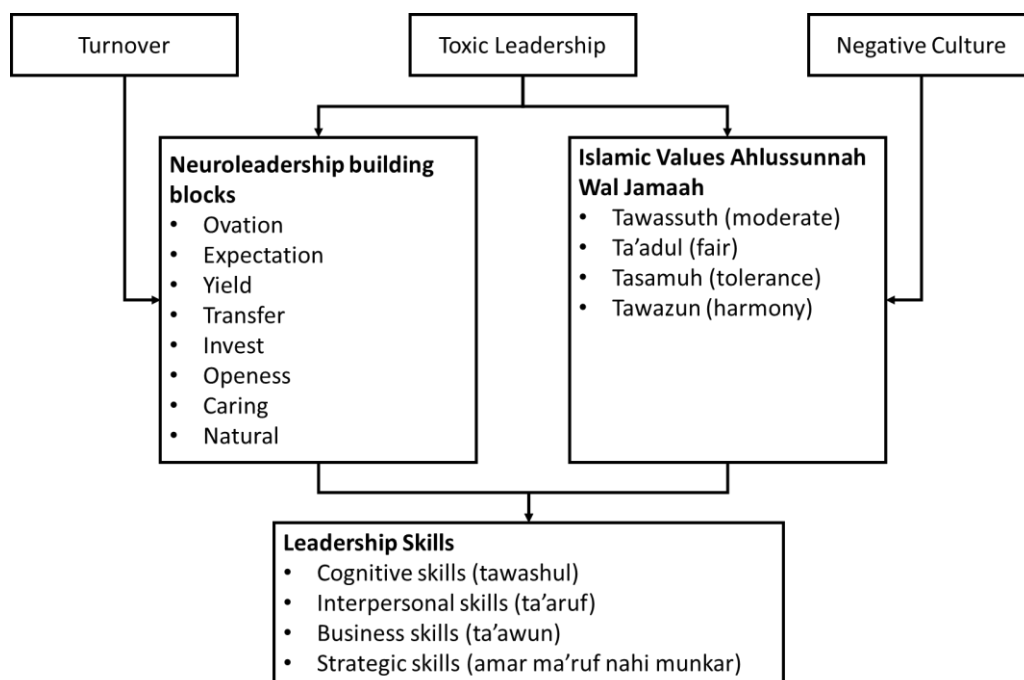 Turnover
Toxic Leadership
Negative Culture
Neuroleadership building
blocks
• Ovation
• Expectation
• Yield
• Transfer
• Invest
• Openess
• Caring
• Natural
Islamic Values Ahlussunnah
Wal Jamaah
• Tawassuth (moderate)
• Ta’adul (fair)
• Tasamuh (tolerance)
• Tawazun (harmony)
Leadership Skills
• Cognitive skills (tawashul)
• Interpersonal skills (ta’aruf)
• Business skills (ta’awun)
• Strategic skills (amar ma’ruf nahi munkar)